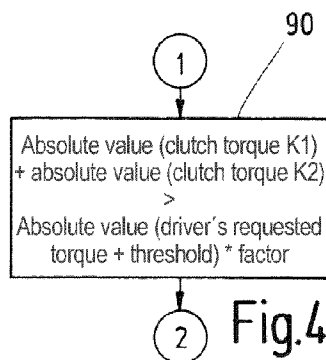 90
1
Absolute value (clutch torque K1)
+ absolute value (clutch torque K2)
>
Absolute value (driver's requested
torque + threshold) * factor
2
Fig.4